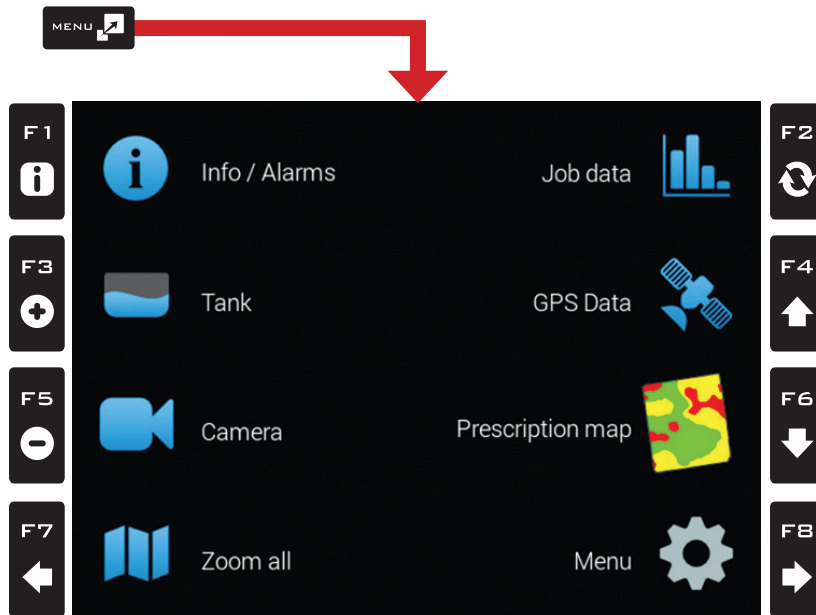 MENU
F1
Info / Alarms
Job data
F2
F3
Tank
GPS Data
F4
F5
Camera
Prescription map
F6
F7
Zoom all
Menu
F8